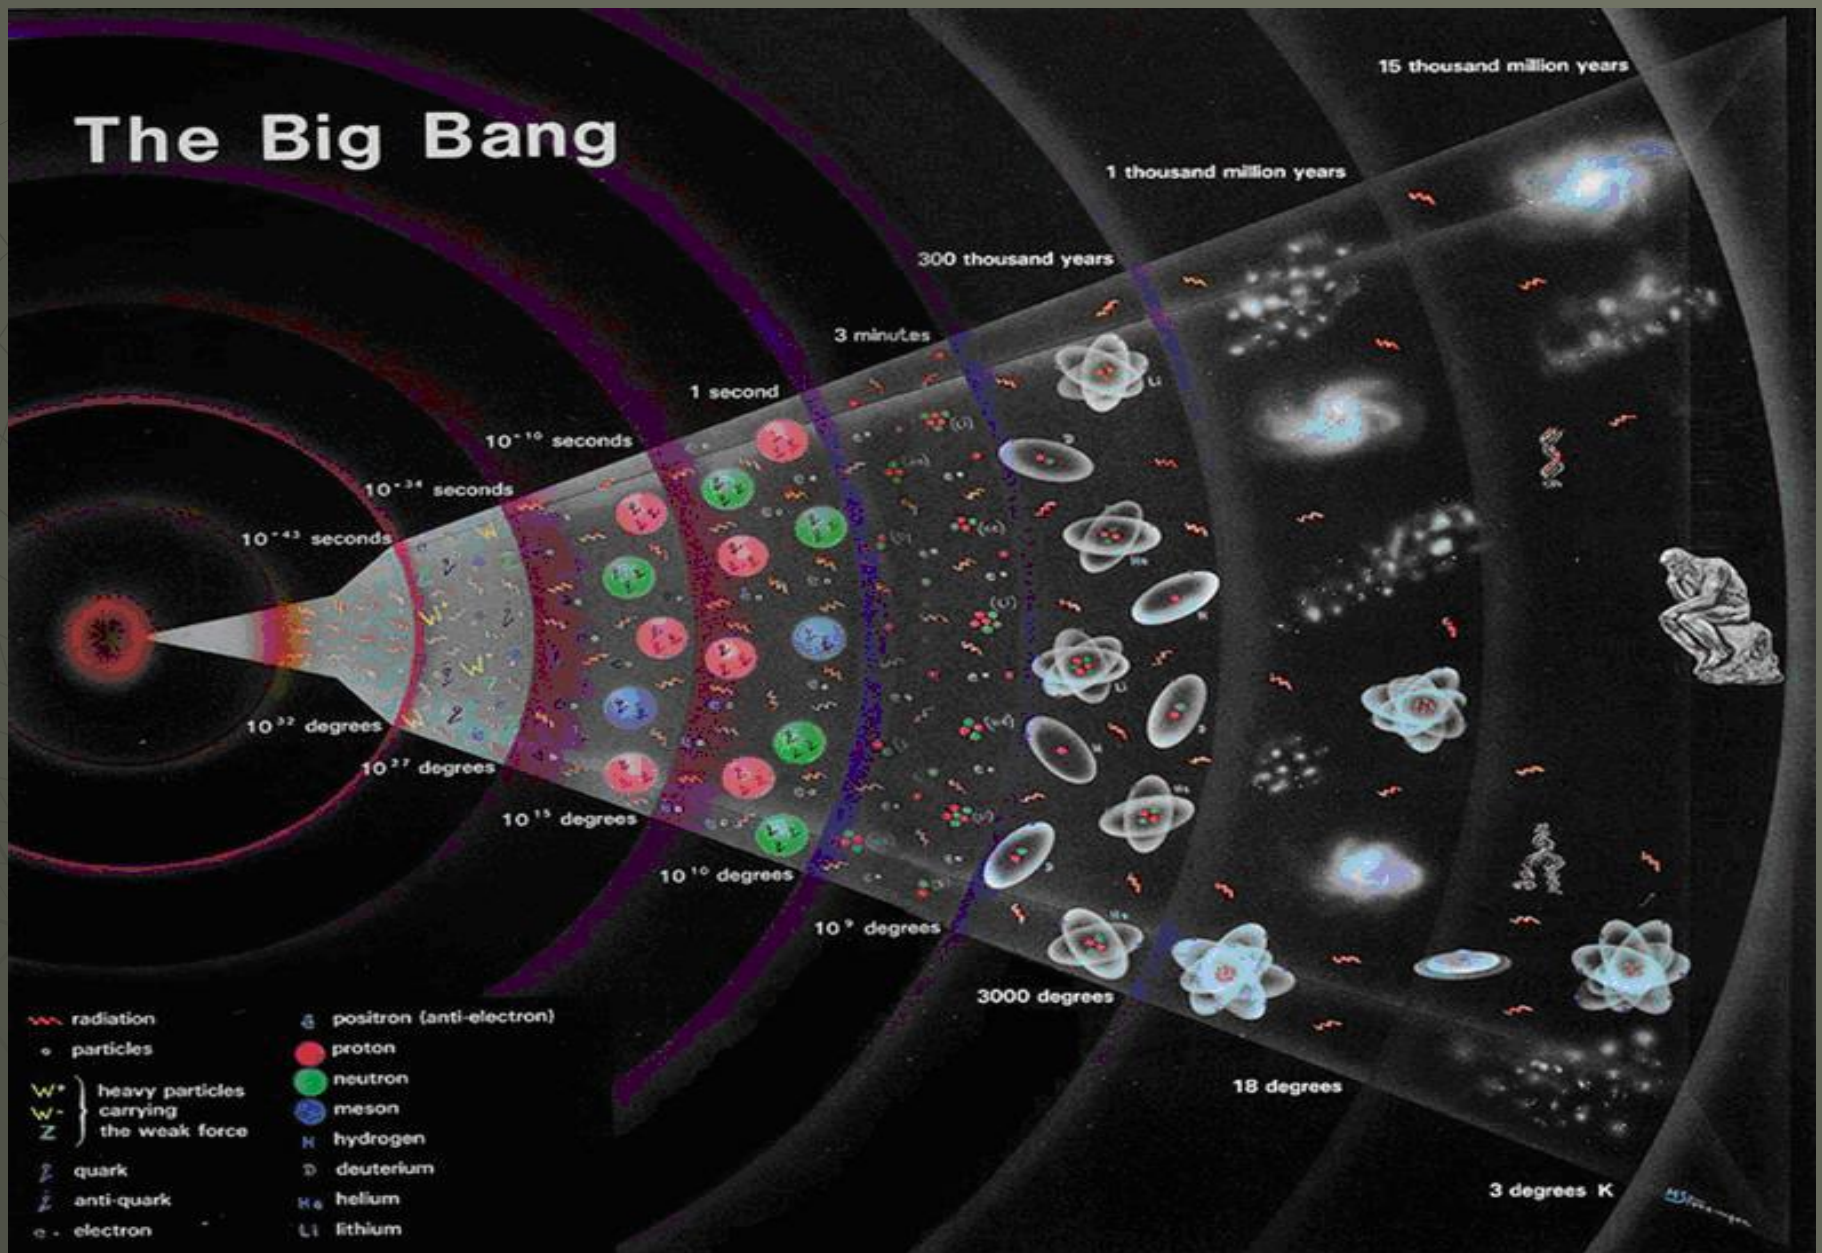 The Big Bang
15 thousand million years
1 thousand million years
300 thousand years
3 minutes
1 second
10⁻¹⁰ seconds
10⁻³⁴ seconds
10⁻⁴³ seconds
10³² degrees
10²⁷ degrees
10¹⁵ degrees
10¹⁰ degrees
10⁹ degrees
3000 degrees
18 degrees
3 degrees K
radiation
particles
W⁺
W⁻
Z
heavy particles
carrying
the weak force
quark
anti-quark
e - electron
positron (anti-electron)
proton
neutron
meson
H hydrogen
D deuterium
He helium
Li lithium